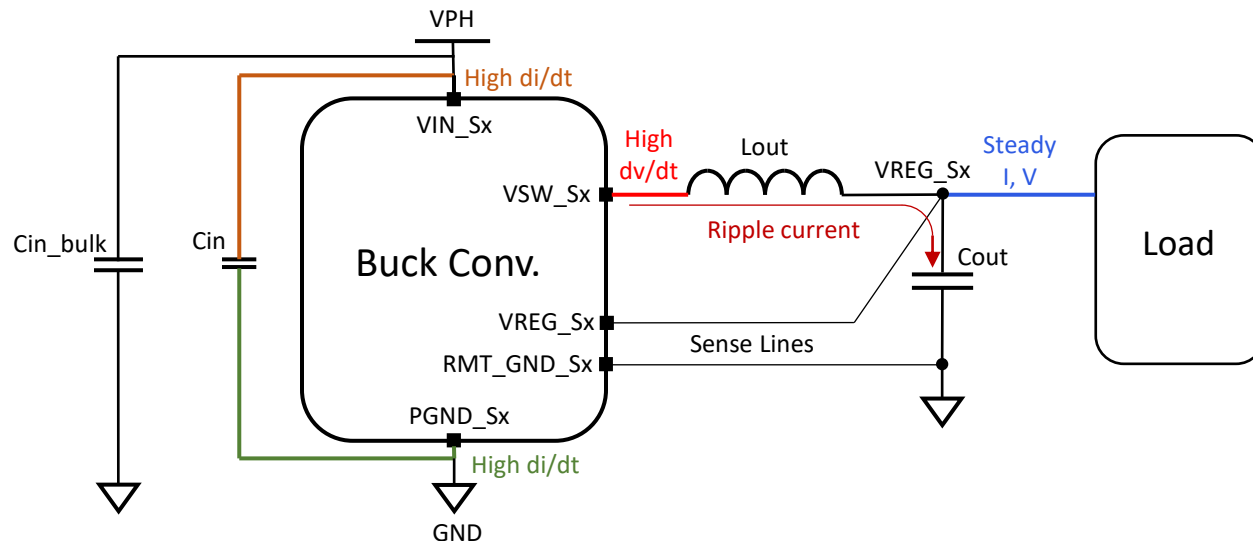 VPH
High di/dt
VIN_Sx
High
dv/dt
Lout
VREG_Sx
Steady
I, V
VSW_Sx
Ripple current
Cin_bulk
Cin
Buck Conv.
Cout
Load
VREG_Sx
Sense Lines
RMT_GND_Sx
PGND_Sx
High di/dt
GND